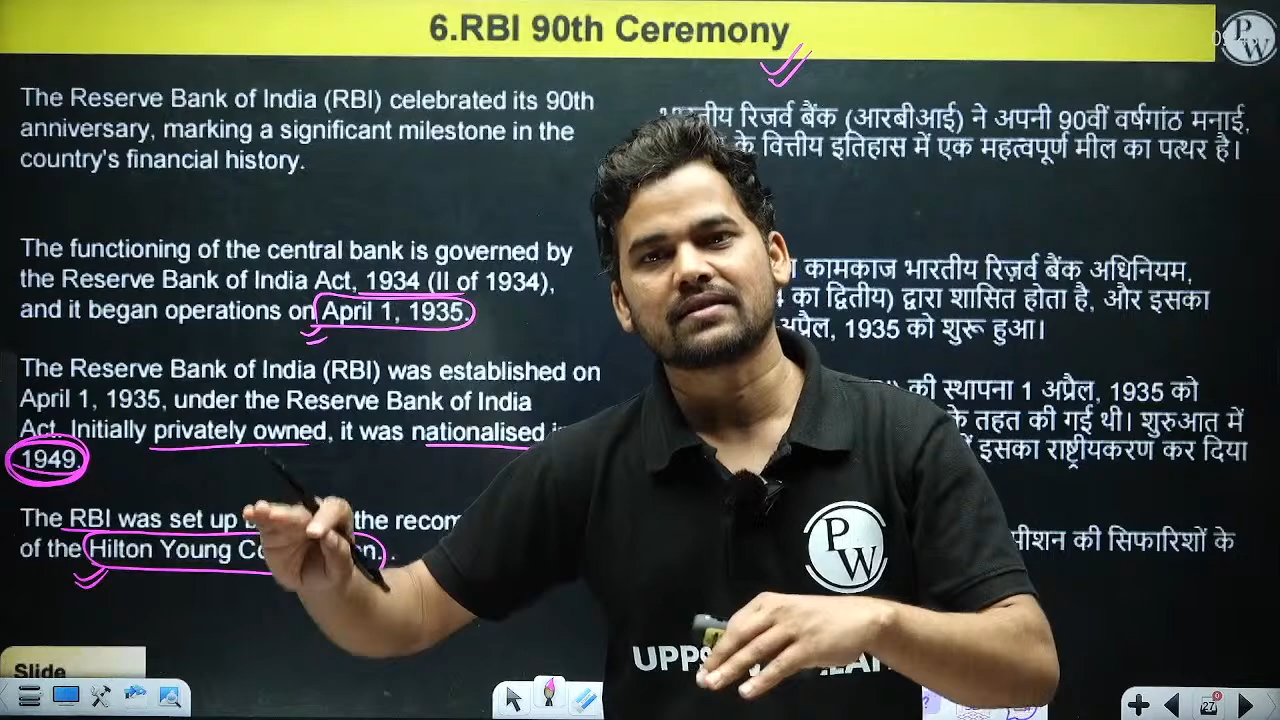 6.RBI 90th Ceremony
PW
The Reserve Bank of India (RBI) celebrated its 90th
anniversary, marking a significant milestone in the
country's financial history.
The functioning of the central bank is governed by
the Reserve Bank of India Act, 1934 (II of 1934),
and it began operations on April 1, 1935.
The Reserve Bank of India (RBI) was established on
April 1, 1935, under the Reserve Bank of India
Act. Initially privately owned, it was nationalised
1949.
The RBI was set up the
of the Hilton Young
भारतीय रिजर्व बैंक (आरबीआई) ने अपनी 90वीं वर्षगांठ मनाई,
के वित्तीय इतिहास में एक महत्वपूर्ण मील का पत्थर है।
कामकाज भारतीय रिज़र्व बैंक अधिनियम,
का द्वितीय) द्वारा शासित होता है, और इसका
अप्रैल, 1935 को शुरू हुआ।
की स्थापना 1 अप्रैल, 1935 को
के तहत की गई थी। शुरुआत में
इसका राष्ट्रीयकरण कर दिया
की सिफारिशों के
PW
Slide
27